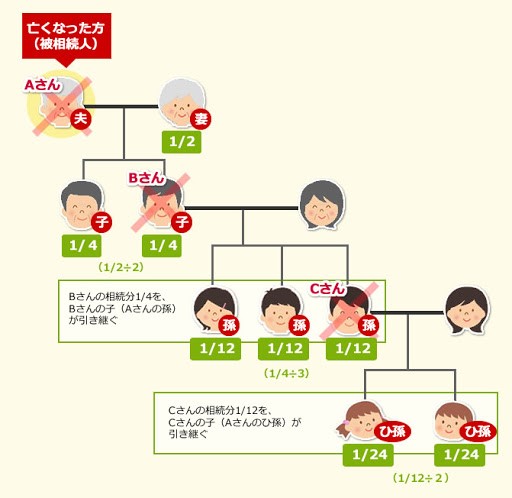 亡くなった方
（被相続人）
Aさん
夫
妻
1/2
Bさん
子
子
1/4
1/4
（1/2÷2）
Bさんの相続分1/4を、
Bさんの子（Aさんの孫）
が引き継ぐ
Cさん
孫
孫
孫
1/12
1/12
1/12
（1/4÷3）
Cさんの相続分1/12を、
Cさんの子（Aさんのひ孫）が
引き継ぐ
ひ孫
ひ孫
1/24
1/24
（1/12÷2）